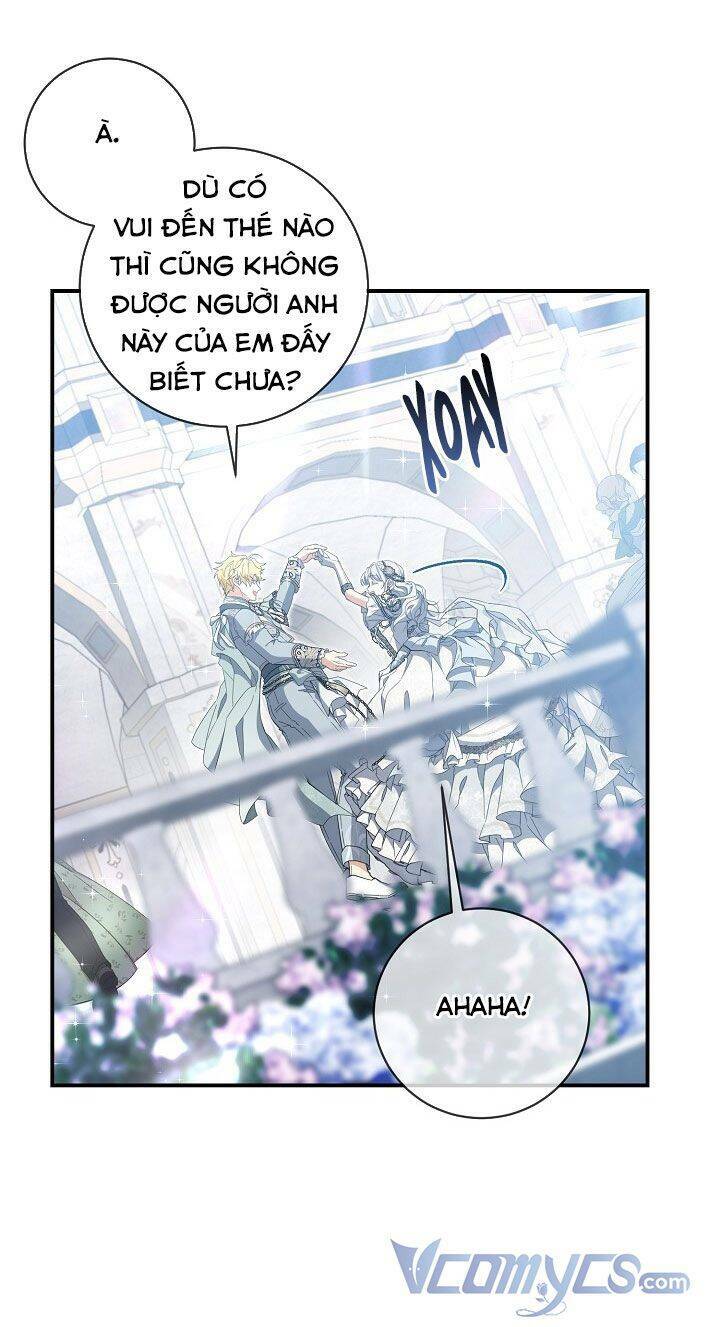 À.
DÙ CÓ
VUI ĐẾN THÉ NÀO
THÌ CŨNG KHÔNG
ĐƯỢC NGƯỜI ANH
NÀY CỦA EM ĐẤY
BIẾT CHƯA?
XOAY
AHAHA!
VCOMYCS.com